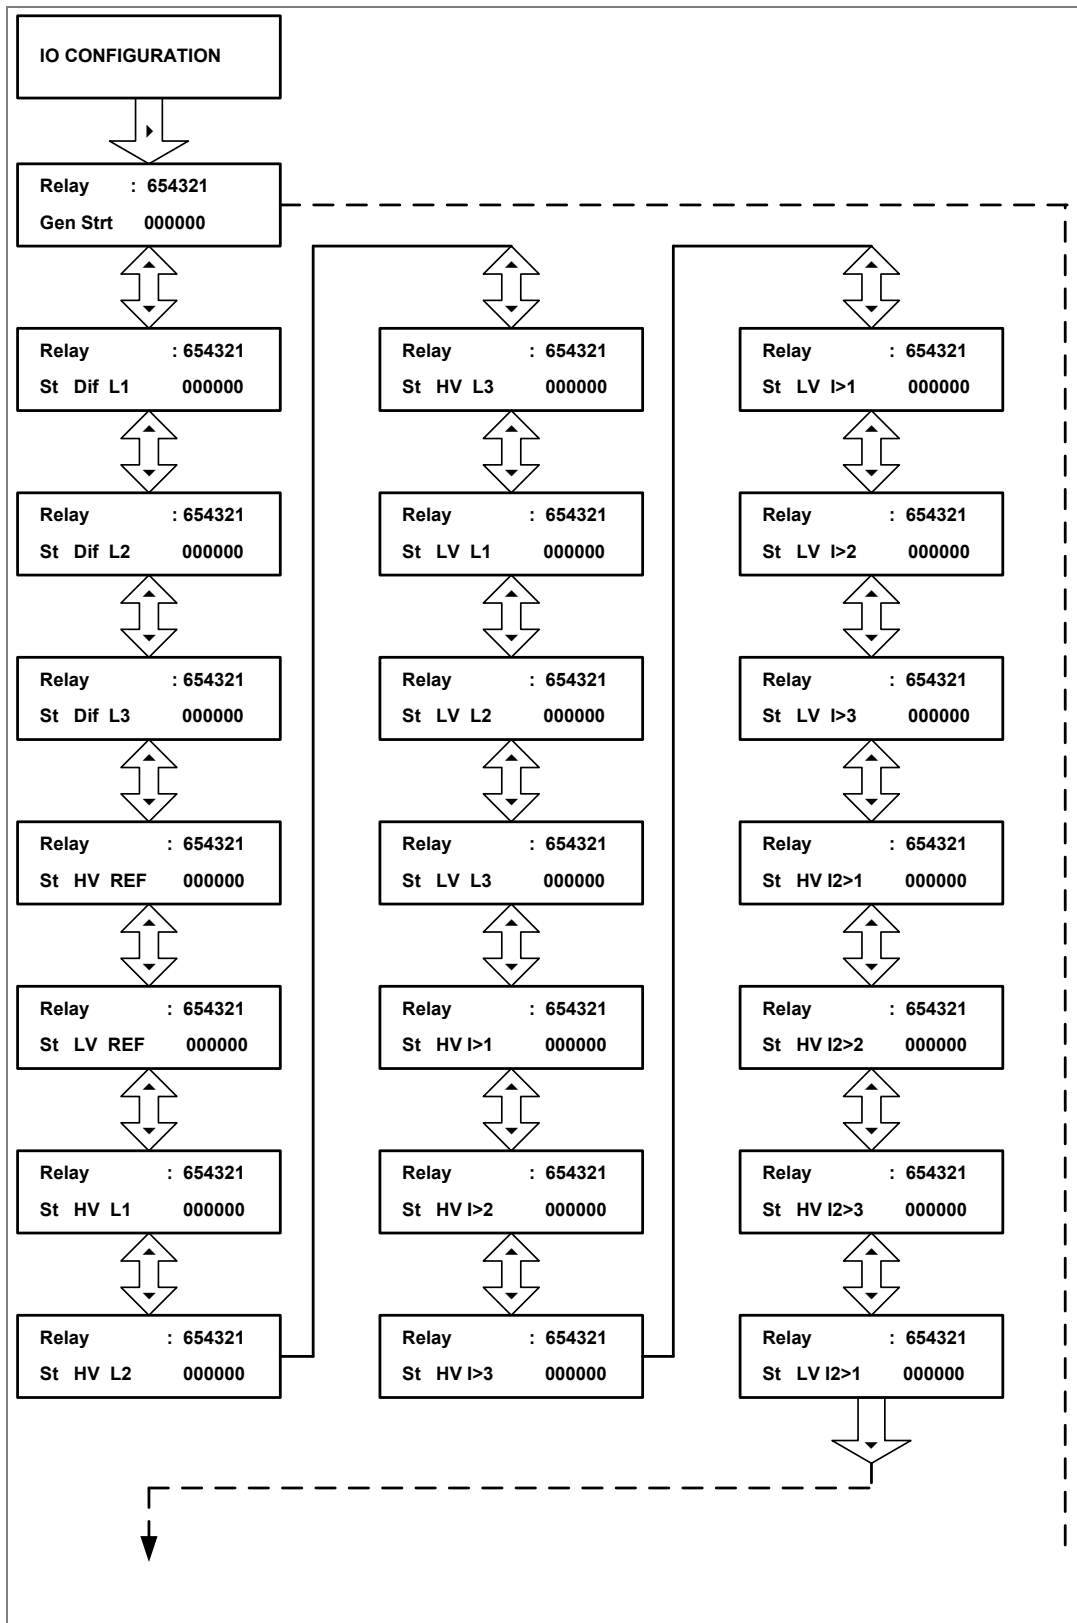 IO CONFIGURATION
Relay : 654321
Gen Strt 000000
Relay : 654321
St Dif L1 000000
Relay : 654321
St Dif L2 000000
Relay : 654321
St Dif L3 000000
Relay : 654321
St HV REF 000000
Relay : 654321
St LV REF 000000
Relay : 654321
St HV L1 000000
Relay : 654321
St HV L2 000000
Relay : 654321
St HV L3 000000
Relay : 654321
St LV L1 000000
Relay : 654321
St LV L2 000000
Relay : 654321
St LV L3 000000
Relay : 654321
St HV I>1 000000
Relay : 654321
St HV I>2 000000
Relay : 654321
St HV I>3 000000
Relay : 654321
St LV I>1 000000
Relay : 654321
St LV I>2 000000
Relay : 654321
St LV I>3 000000
Relay : 654321
St HV I2>1 000000
Relay : 654321
St HV I2>2 000000
Relay : 654321
St HV I2>3 000000
Relay : 654321
St LV I2>1 000000